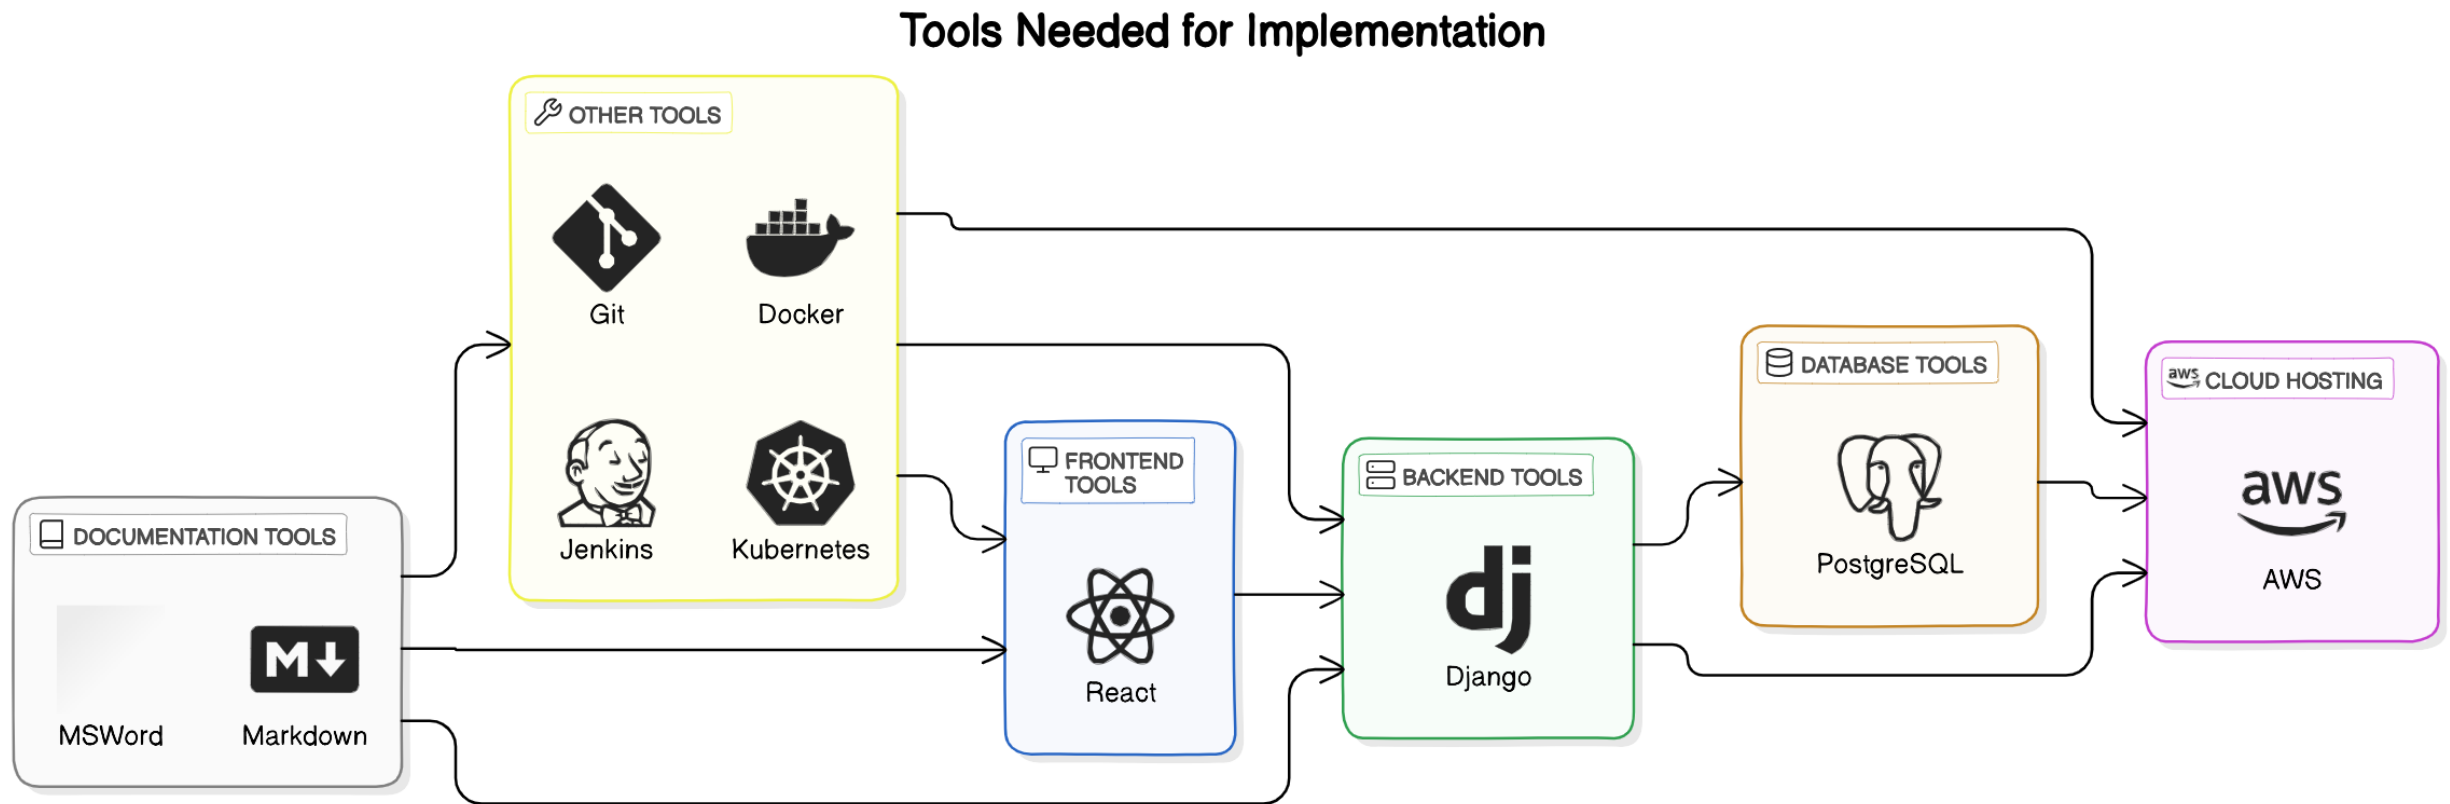 Tools Needed for Implementation
OTHER TOOLS
Git
Docker
Jenkins
Kubernetes
DOCUMENTATION TOOLS
M
MSWord
Markdown
FRONTEND
TOOLS
React
BACKEND TOOLS
dj
Django
DATABASE TOOLS
PostgreSQL
aws
CLOUD HOSTING
aws
AWS